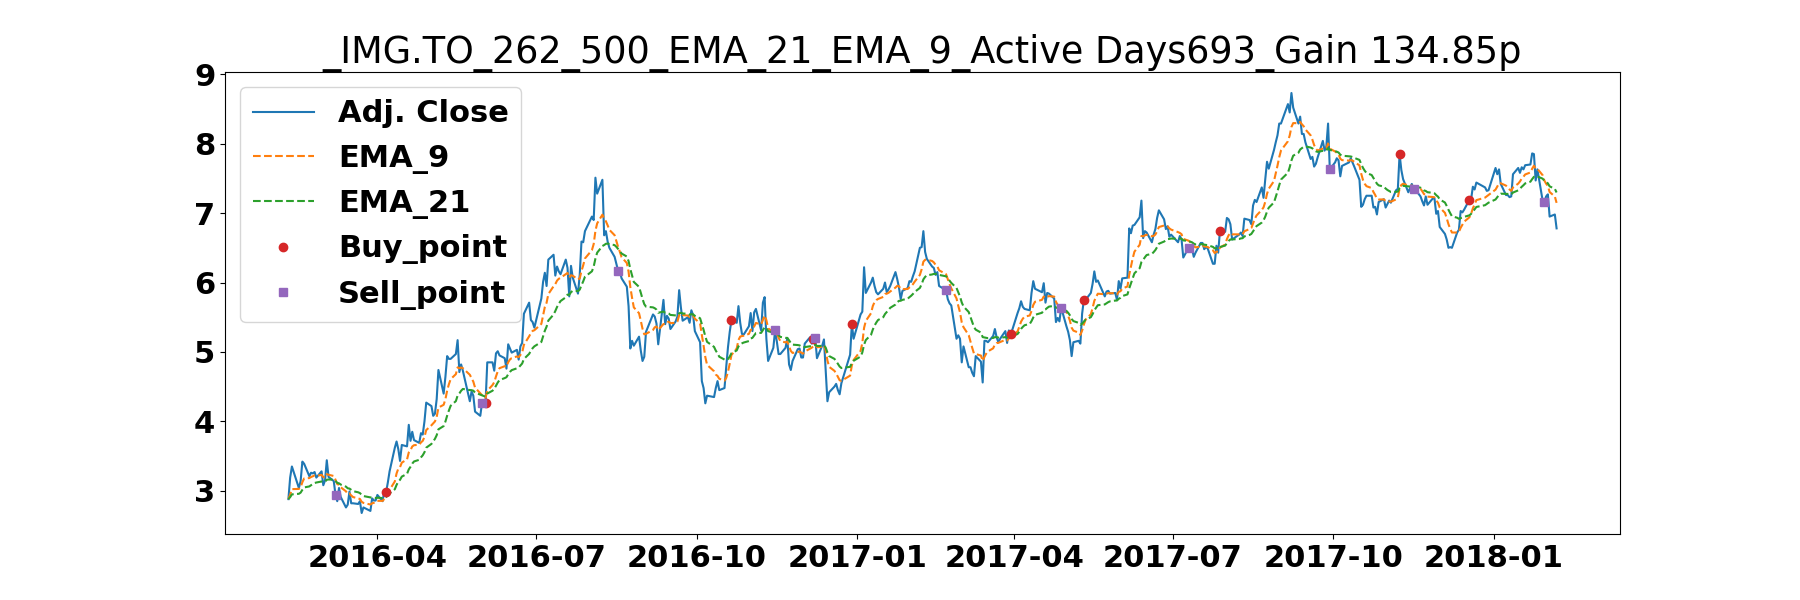 _IMG.TO_262_500_EMA_21_EMA_9_Active Days693_Gain 134.85p
9
8
7
6
5
4
3
Adj. Close
EMA_9
EMA_21
Buy_point
Sell_point
2016-04 2016-07 2016-10 2017-01 2017-04 2017-07 2017-10 2018-01